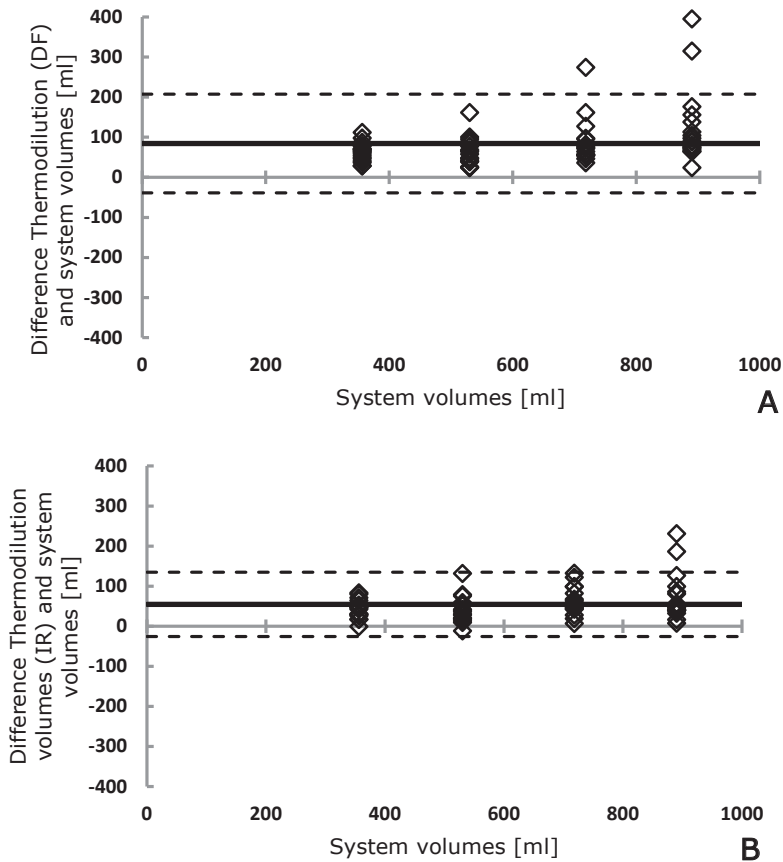 Difference Thermodilution (DF)
and system volumes [ml]
400
300
200
100
0
-100
-200
-300
-400
0 200 400 600 800 1000
System volumes [ml]
A
Difference Thermodilution
volumes (IR) and system
volumes [ml]
400
300
200
100
0
-100
-200
-300
-400
0 200 400 600 800 1000
System volumes [ml]
B